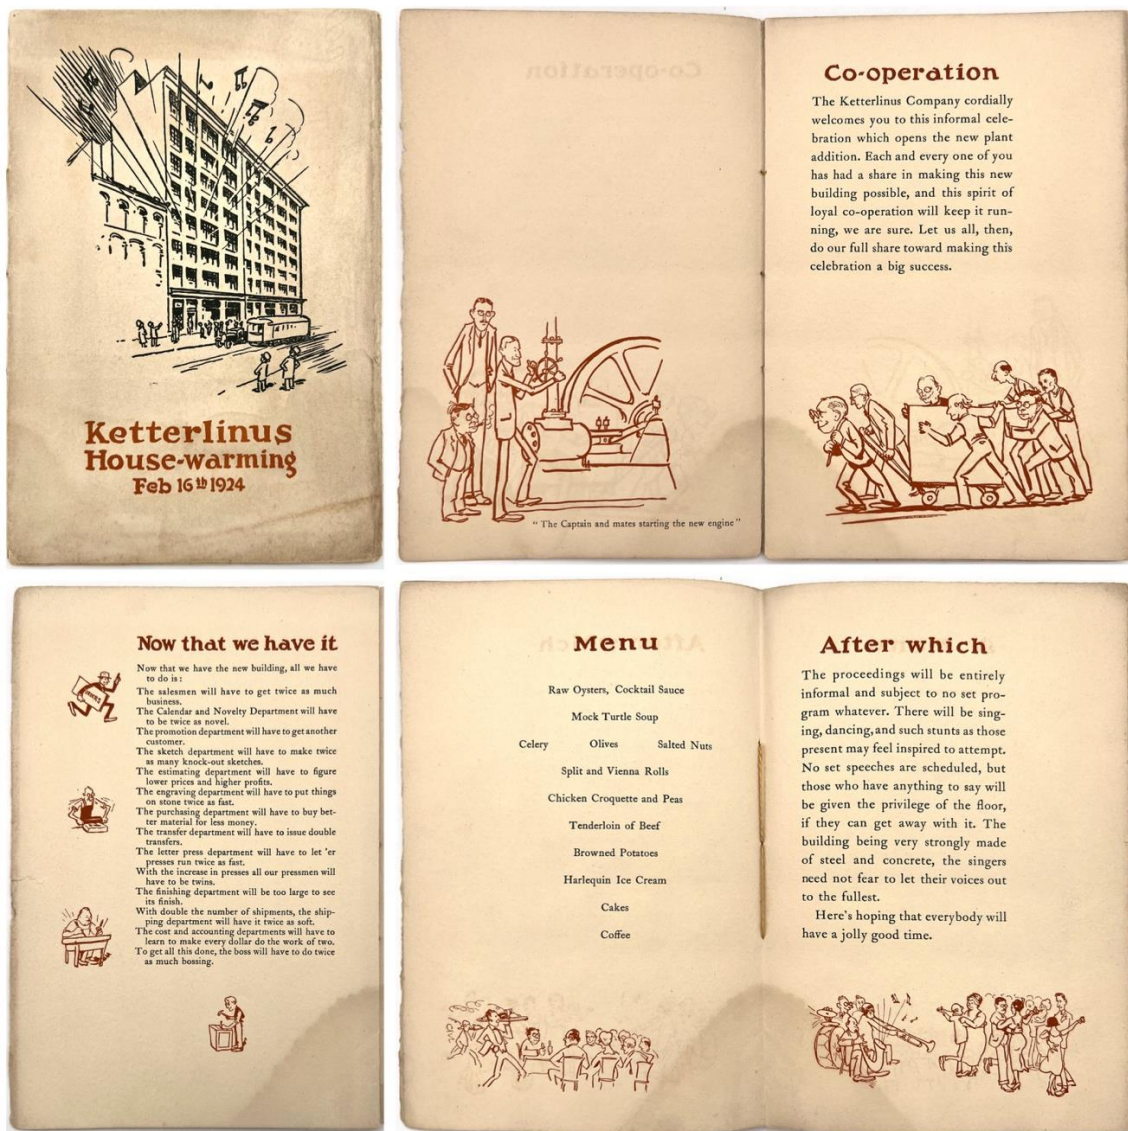 Ketterlinus
House-warming
Feb 16th 1924
"The Captain and mates starting the new engine"
Co-operation
The Ketterlinus Company cordially
welcomes you to this informal cele-
bration which opens the new plant
addition. Each and every one of you
has had a share in making this new
building possible, and this spirit of
loyal co-operation will keep it run-
ning, we are sure. Let us all, then,
do our full share toward making this
celebration a big success.
Now that we have it
Now that we have the new building, all we have
to do is:
The salesmen will have to get twice as much
business.
The Calendar and Novelty Department will have
to be twice as novel.
The promotion department will have to get another
customer.
The sketch department will have to make twice
as many knock-out sketches.
The estimating department will have to figure
lower prices and higher profits.
The engraving department will have to put things
on stone twice as fast.
The purchasing department will have to buy bet-
ter material for less money.
The transfer department will have to issue double
transfers.
The letter press department will have to let 'er
presses run twice as fast.
With the increase in presses all our pressmen will
have to be twins.
The finishing department will be too large to see
its finish.
With double the number of shipments, the ship-
ping department will have it twice as soft.
The cost and accounting departments will have to
learn to make every dollar do the work of two.
To get all this done, the boss will have to do twice
as much bossing.
Menu
Raw Oysters, Cocktail Sauce
Mock Turtle Soup
Celery Olives Salted Nuts
Split and Vienna Rolls
Chicken Croquette and Peas
Tenderloin of Beef
Browned Potatoes
Harlequin Ice Cream
Cakes
Coffee
After which
The proceedings will be entirely
informal and subject to no set pro-
gram whatever. There will be sing-
ing, dancing, and such stunts as those
present may feel inspired to attempt.
No set speeches are scheduled, but
those who have anything to say will
be given the privilege of the floor,
if they can get away with it. The
building being very strongly made
of steel and concrete, the singers
need not fear to let their voices out
to the fullest.
Here's hoping that everybody will
have a jolly good time.